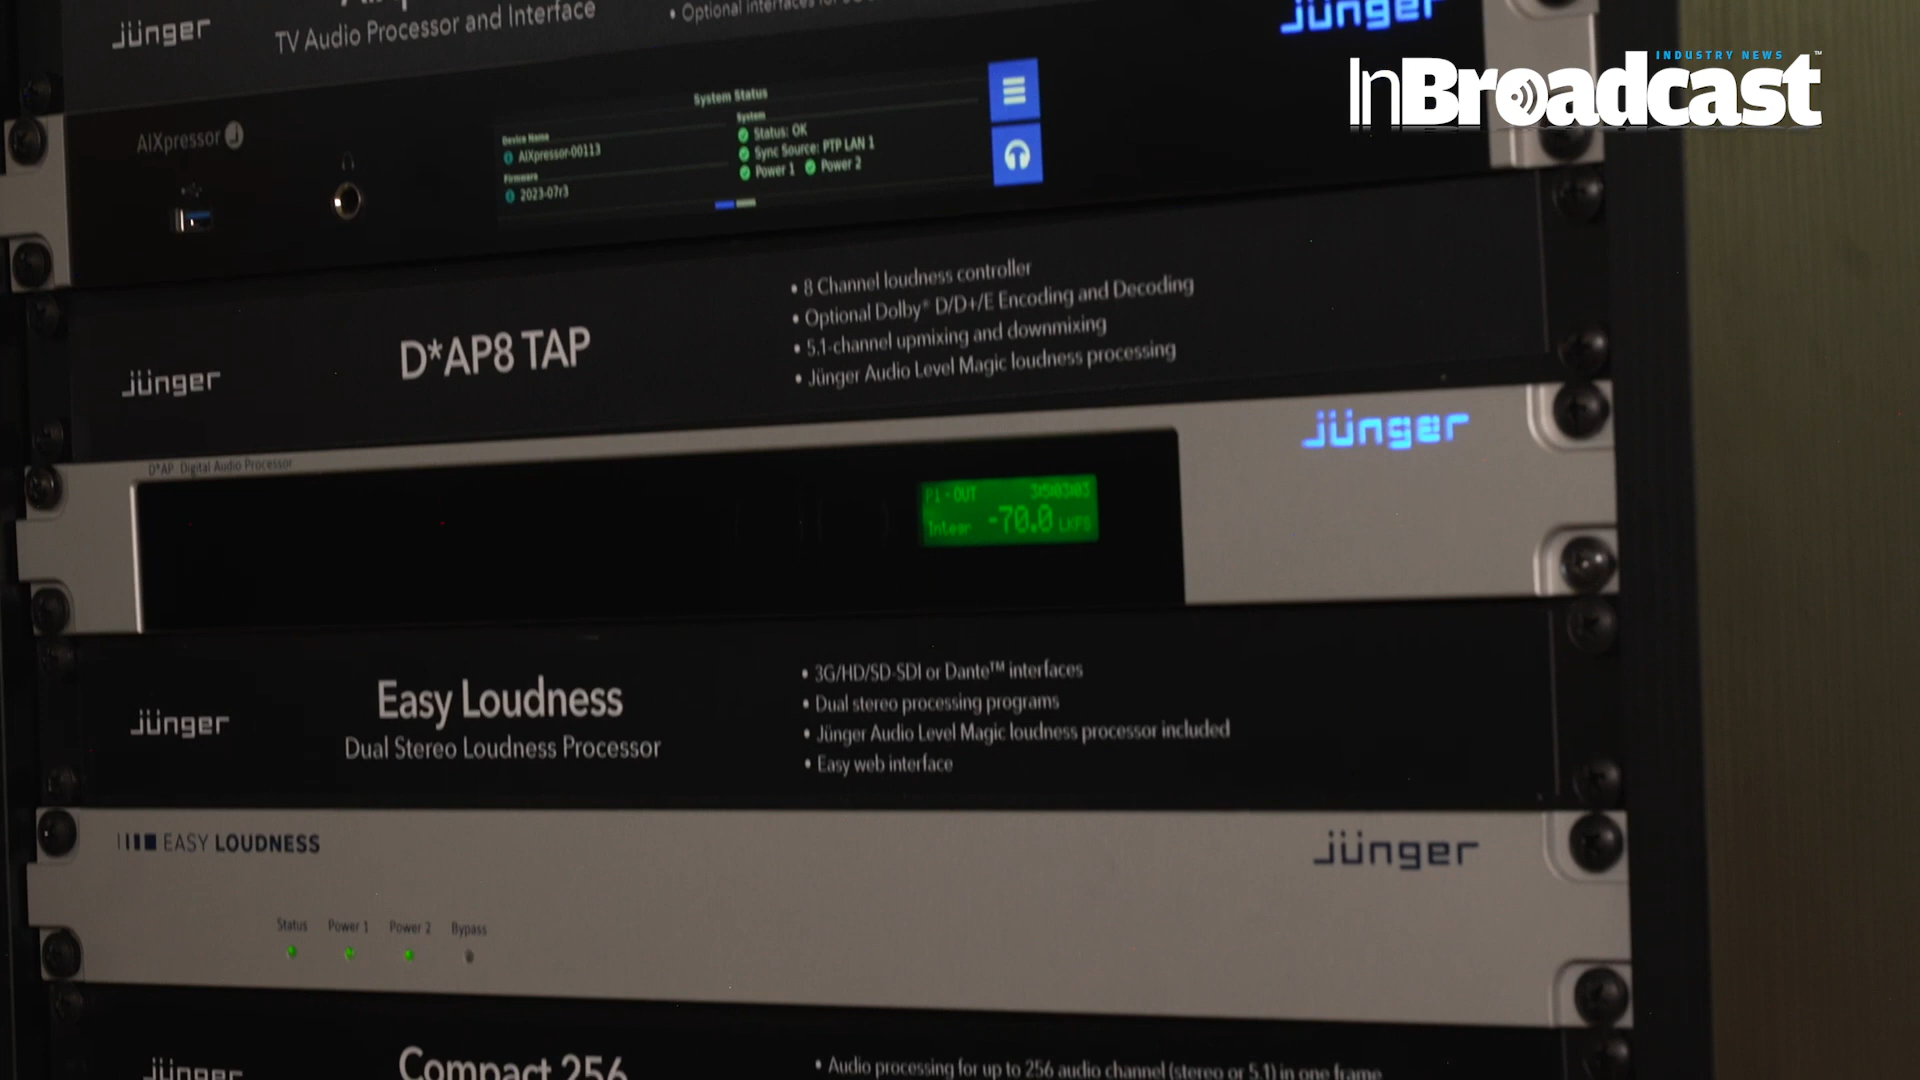 jünger
TV Audio Processor and Interface
• Optional interfaces for
jünger
INDUSTRY NEWS
InBroadcast™
AIXpressor
System Status
Device Name
AIXpressor-00113
Firmware
2023-07r3
System
Status: OK
Sync Source: PTP LAN 1
Power 1 Power 2
jünger
D*AP8 TAP
• 8 Channel loudness controller
• Optional Dolby® D/D+/E Encoding and Decoding
• 5.1-channel upmixing and downmixing
• Jünger Audio Level Magic loudness processing
D*AP Digital Audio Processor
jünger
P1-OUT
-70.0 LKFS
jünger
Easy Loudness
Dual Stereo Loudness Processor
• 3G/HD/SD-SDI or Dante™ interfaces
• Dual stereo processing programs
• Jünger Audio Level Magic loudness processor included
• Easy web interface
EASY LOUDNESS
jünger
Status Power 1 Power 2 Bypass
jünger
Compact 256
• Audio processing for up to 256 audio channel (stereo or 5.1) in one frame